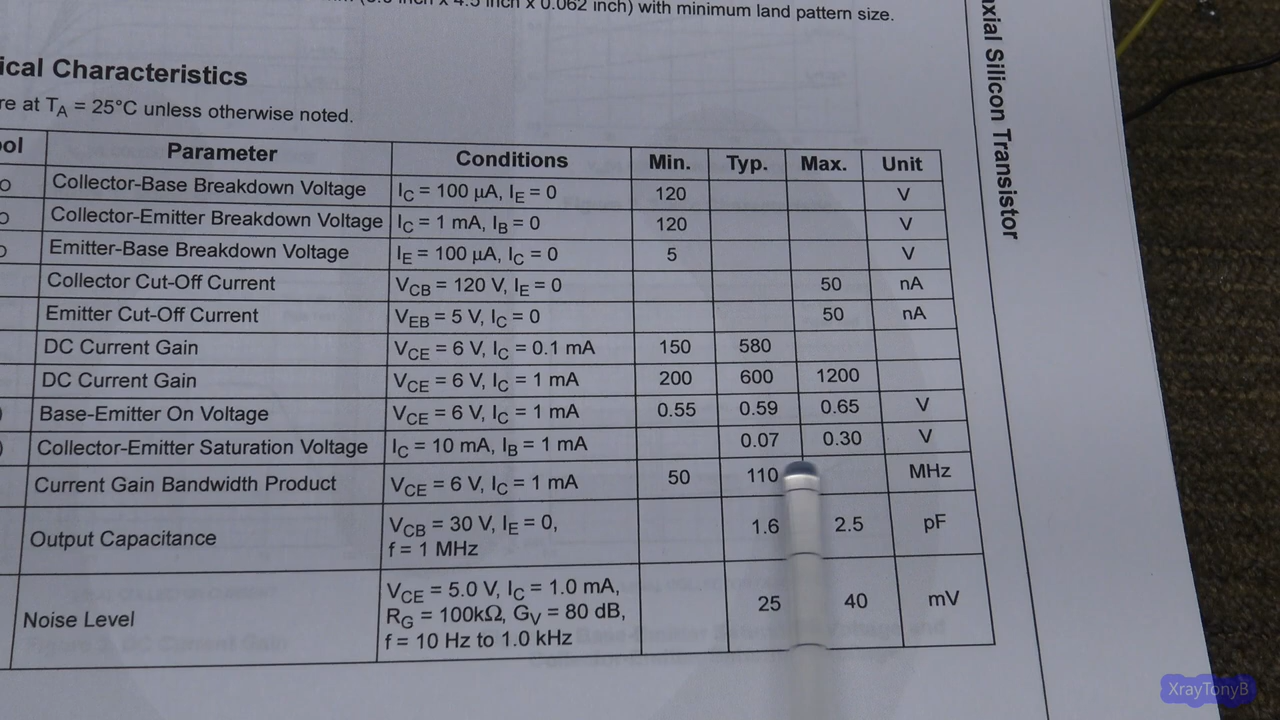 inch x 4.5 inch x 0.062 inch) with minimum land pattern size.
ical Characteristics
re at TA = 25°C unless otherwise noted.
ol Parameter Conditions Min. Typ. Max. Unit
O Collector-Base Breakdown Voltage IC = 100 μA, IE = 0 120 V
O Collector-Emitter Breakdown Voltage IC = 1 mA, IB = 0 120 V
O Emitter-Base Breakdown Voltage IE = 100 μA, IC = 0 5 V
Collector Cut-Off Current VCB = 120 V, IE = 0 50 nA
Emitter Cut-Off Current VEB = 5 V, IC = 0 50 nA
DC Current Gain VCE = 6 V, IC = 0.1 mA 150 580
DC Current Gain VCE = 6 V, IC = 1 mA 200 600 1200
) Base-Emitter On Voltage VCE = 6 V, IC = 1 mA 0.55 0.59 0.65 V
) Collector-Emitter Saturation Voltage IC = 10 mA, IB = 1 mA 0.07 0.30 V
Current Gain Bandwidth Product VCE = 6 V, IC = 1 mA 50 110 MHz
Output Capacitance VCB = 30 V, IE = 0, 1.6 2.5 pF
f = 1 MHz
Noise Level VCE = 5.0 V, IC = 1.0 mA, 25 40 mV
RG = 100kΩ, GV = 80 dB,
f = 10 Hz to 1.0 kHz
axial Silicon Transistor
XrayTonyB